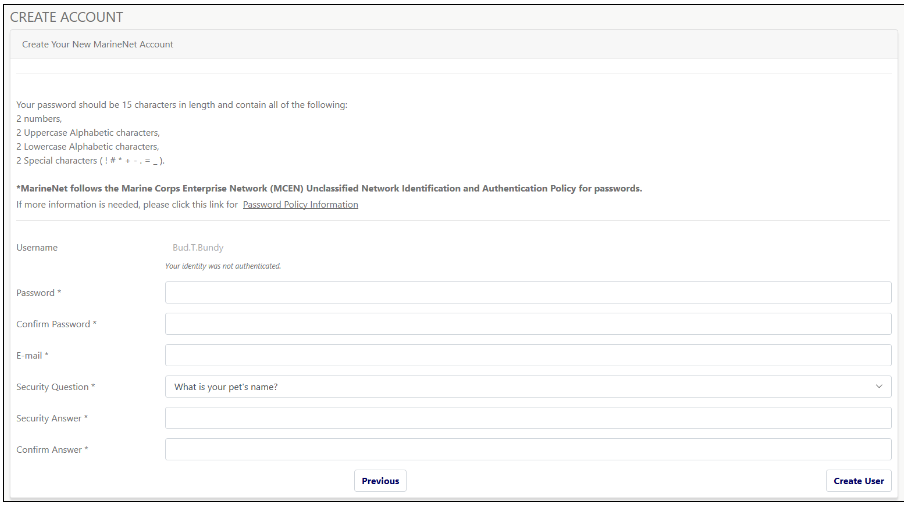 CREATE ACCOUNT
Create Your New MarineNet Account
Your password should be 15 characters in length and contain all of the following:
2 numbers,
2 Uppercase Alphabetic characters,
2 Lowercase Alphabetic characters,
2 Special characters ( ! # * + - . = _ ).
*MarineNet follows the Marine Corps Enterprise Network (MCEN) Unclassified Network Identification and Authentication Policy for passwords.
If more information is needed, please click this link for Password Policy Information
Username Bud.T.Bundy
Your identity was not authenticated.
Password *
Confirm Password *
E-mail *
Security Question * What is your pet's name?
Security Answer *
Confirm Answer *
Previous Create User